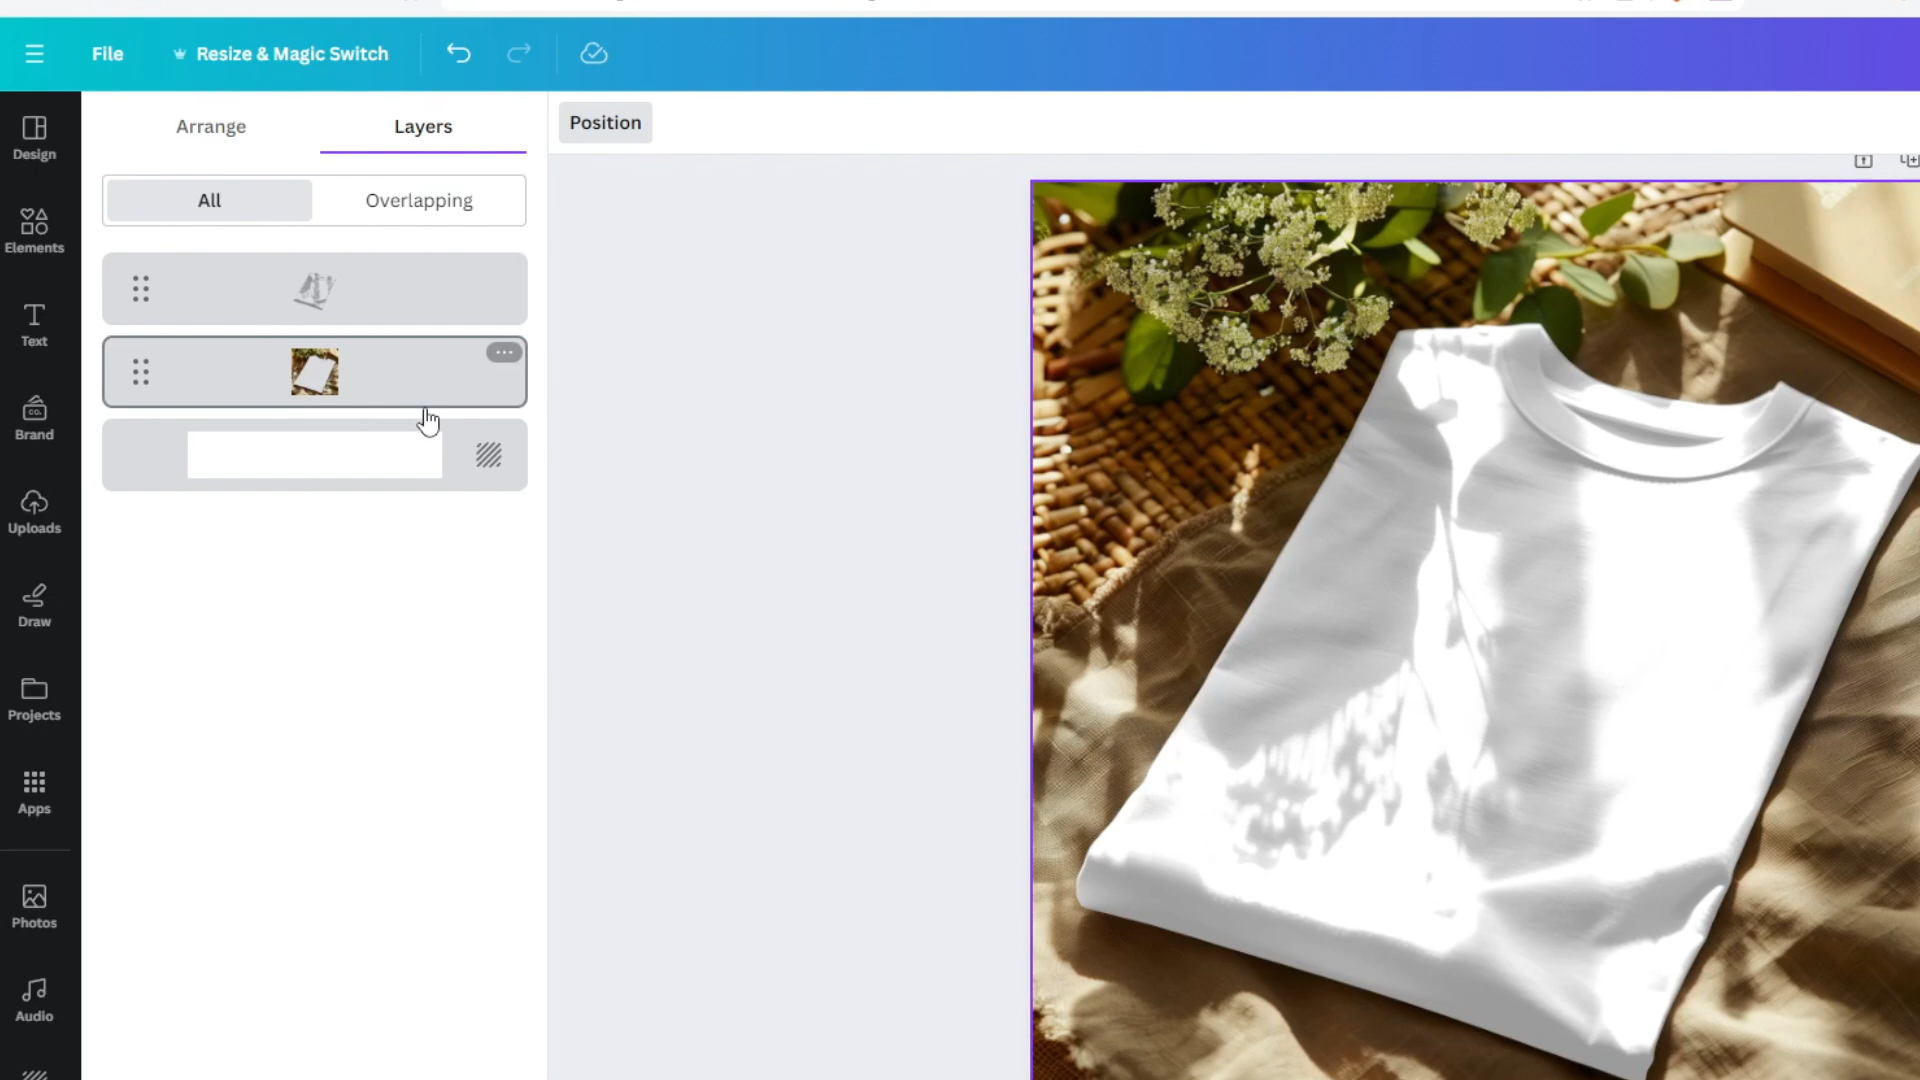 File
Resize & Magic Switch
Arrange
Layers
Position
All
Overlapping
Design
Elements
Text
CO.
Brand
Uploads
Draw
Projects
Apps
Photos
Audio